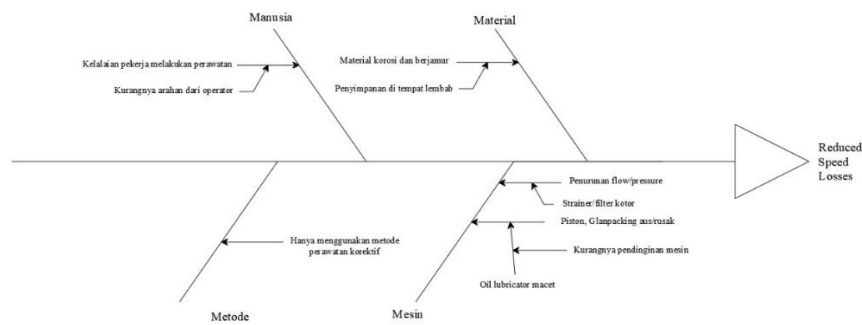 Manusia
Material
Kelalaian pekerja melakukan perawatan
Kurangnya arahan dari operator
Material korosi dan berjamur
Penyimpanan di tempat lembab
Reduced
Speed
Losses
Penurunan flow/pressure
Strainer/filter kotor
Piston, Glanpacking aus/rusak
Hanya menggunakan metode
perawatan korektif
Kurangnya pendinginan mesin
Oil lubricator macet
Metode
Mesin